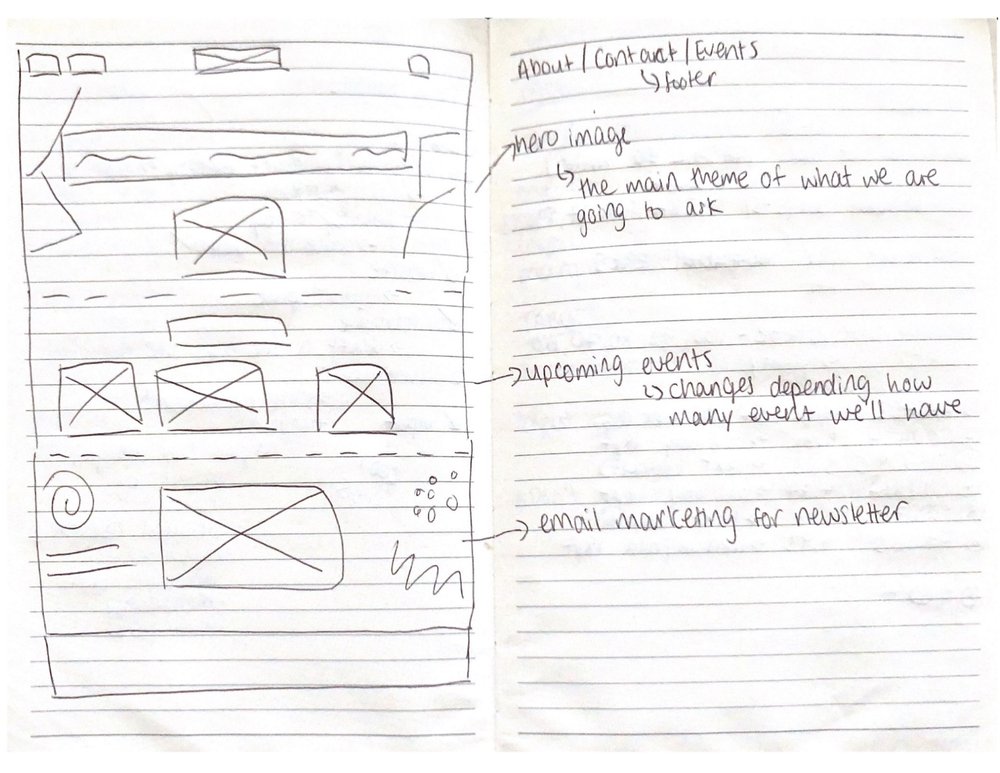 About / Contact / Events
↳ footer
hero image
↳ the main theme of what we are
going to ask
upcoming events
↳ changes depending how
many event we'll have
email marketing for newsletter